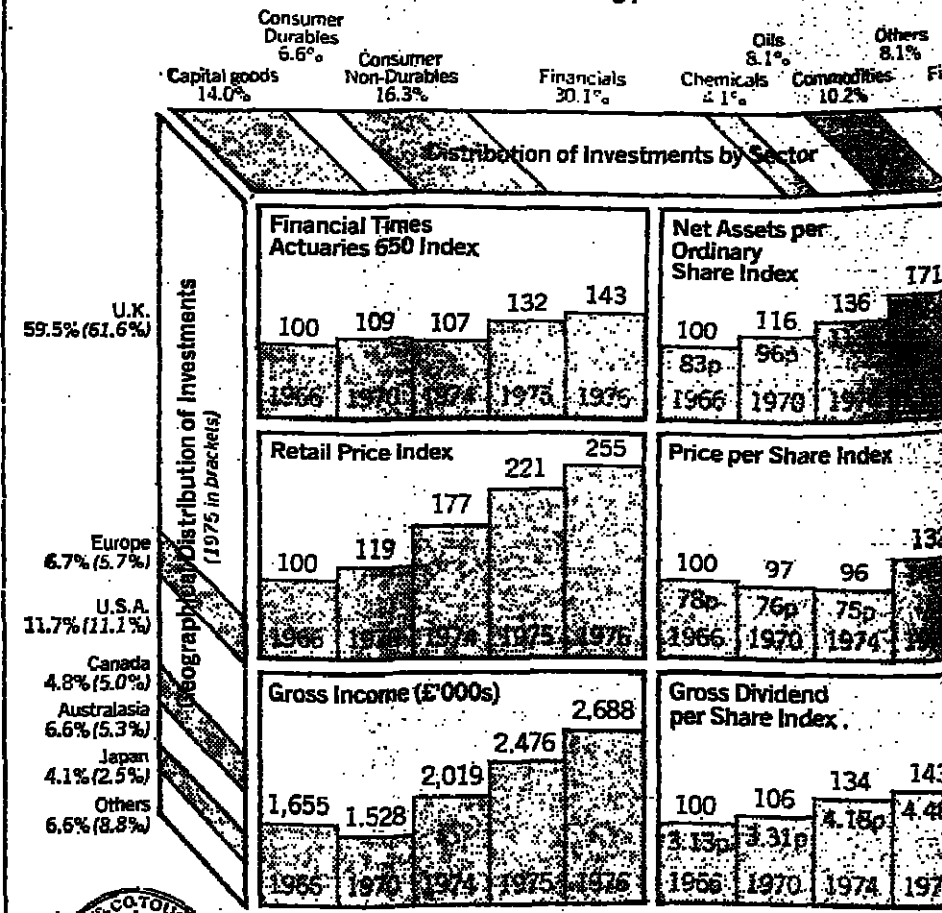 Consumer
Durables
6.6%
Capital goods
14.0%
Consumer
Non-Durables
16.3%
Financials
30.1%
Chemicals
Oils
8.1%
Commodities
10.2%
Others
8.1%
Distribution of Investments by Sector
Geographical Distribution of Investments
(1975 in brackets)
U.K.
59.5% (61.6%)
Europe
6.7% (5.7%)
U.S.A.
11.7% (11.1%)
Canada
4.8% (5.0%)
Australasia
6.6% (5.3%)
Japan
4.1% (2.5%)
Others
6.6% (8.8%)
Financial Times
Actuaries 650 Index
100 109 107 132 143
1966 1970 1974 1975 1976
Net Assets per
Ordinary
Share Index
100 116 136 171
83p 96p
1966 1970
Retail Price Index
100 119 177 221 255
1966 1974 1975 1976
Price per Share Index
100 97 96
78p 76p 75p
1966 1970 1974
Gross Income (£'000s)
1,655 1.528 2,019 2,476 2,688
1966 1970 1974 1975 1976
Gross Dividend
per Share Index.
100 106 134
3.13p 3.31p 4.18p
1966 1970 1974